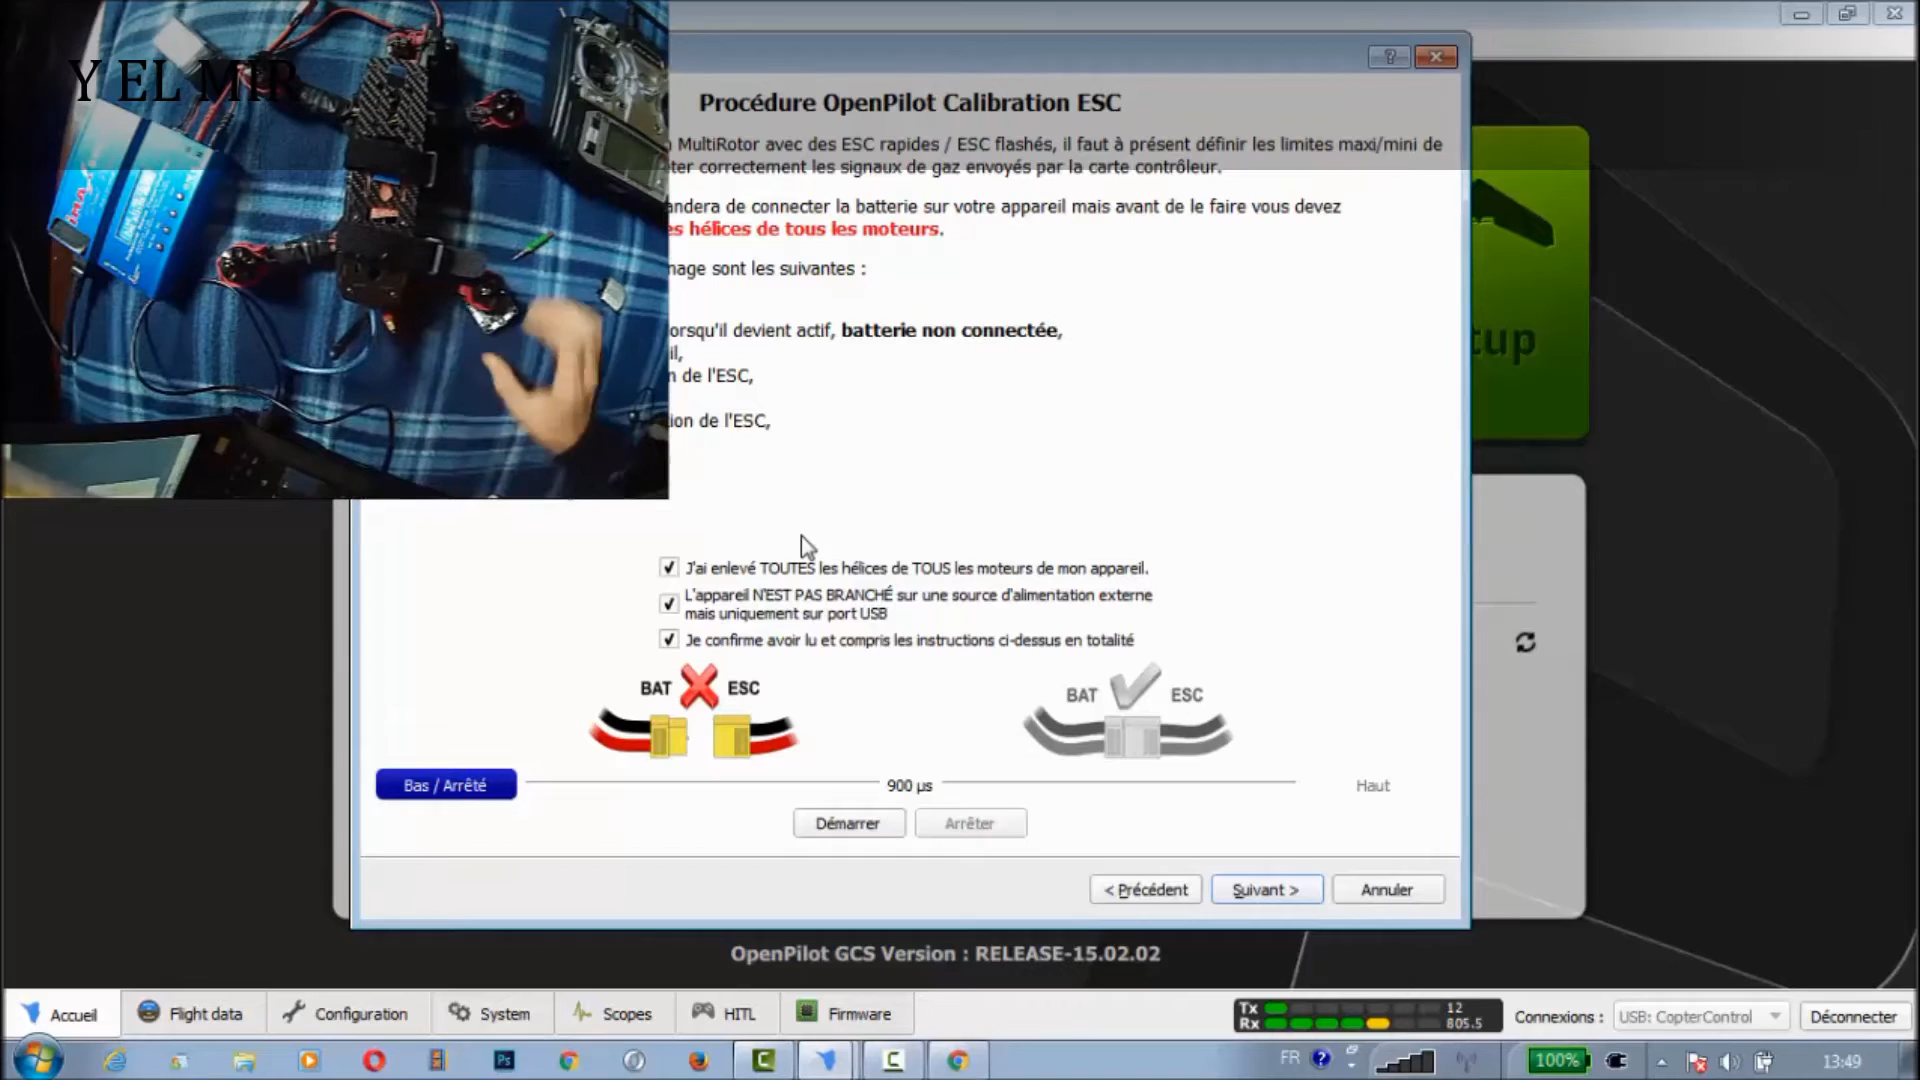 Y EL MIR
Procédure OpenPilot Calibration ESC
MultiRotor avec des ESC rapides / ESC flashés, il faut à présent définir les limites maxi/mini de
ter correctement les signaux de gaz envoyés par la carte contrôleur.
andera de connecter la batterie sur votre appareil mais avant de le faire vous devez
es hélices de tous les moteurs.
nage sont les suivantes :
orsqu'il devient actif, batterie non connectée,
il,
n de l'ESC,
tion de l'ESC,
tup
J'ai enlevé TOUTES les hélices de TOUS les moteurs de mon appareil.
L'appareil N'EST PAS BRANCHÉ sur une source d'alimentation externe
mais uniquement sur port USB
Je confirme avoir lu et compris les instructions ci-dessus en totalité
BAT ESC
BAT ESC
Bas / Arrêté
900 µs
Haut
Démarrer
Arrêter
< Précédent
Suivant >
Annuler
OpenPilot GCS Version : RELEASE-15.02.02
Accueil
Flight data
Configuration
System
Scopes
HITL
Firmware
Tx 12
Rx 805.5
Connexions :
USB: CopterControl
Déconnecter
Ps
FR
100%
13:49